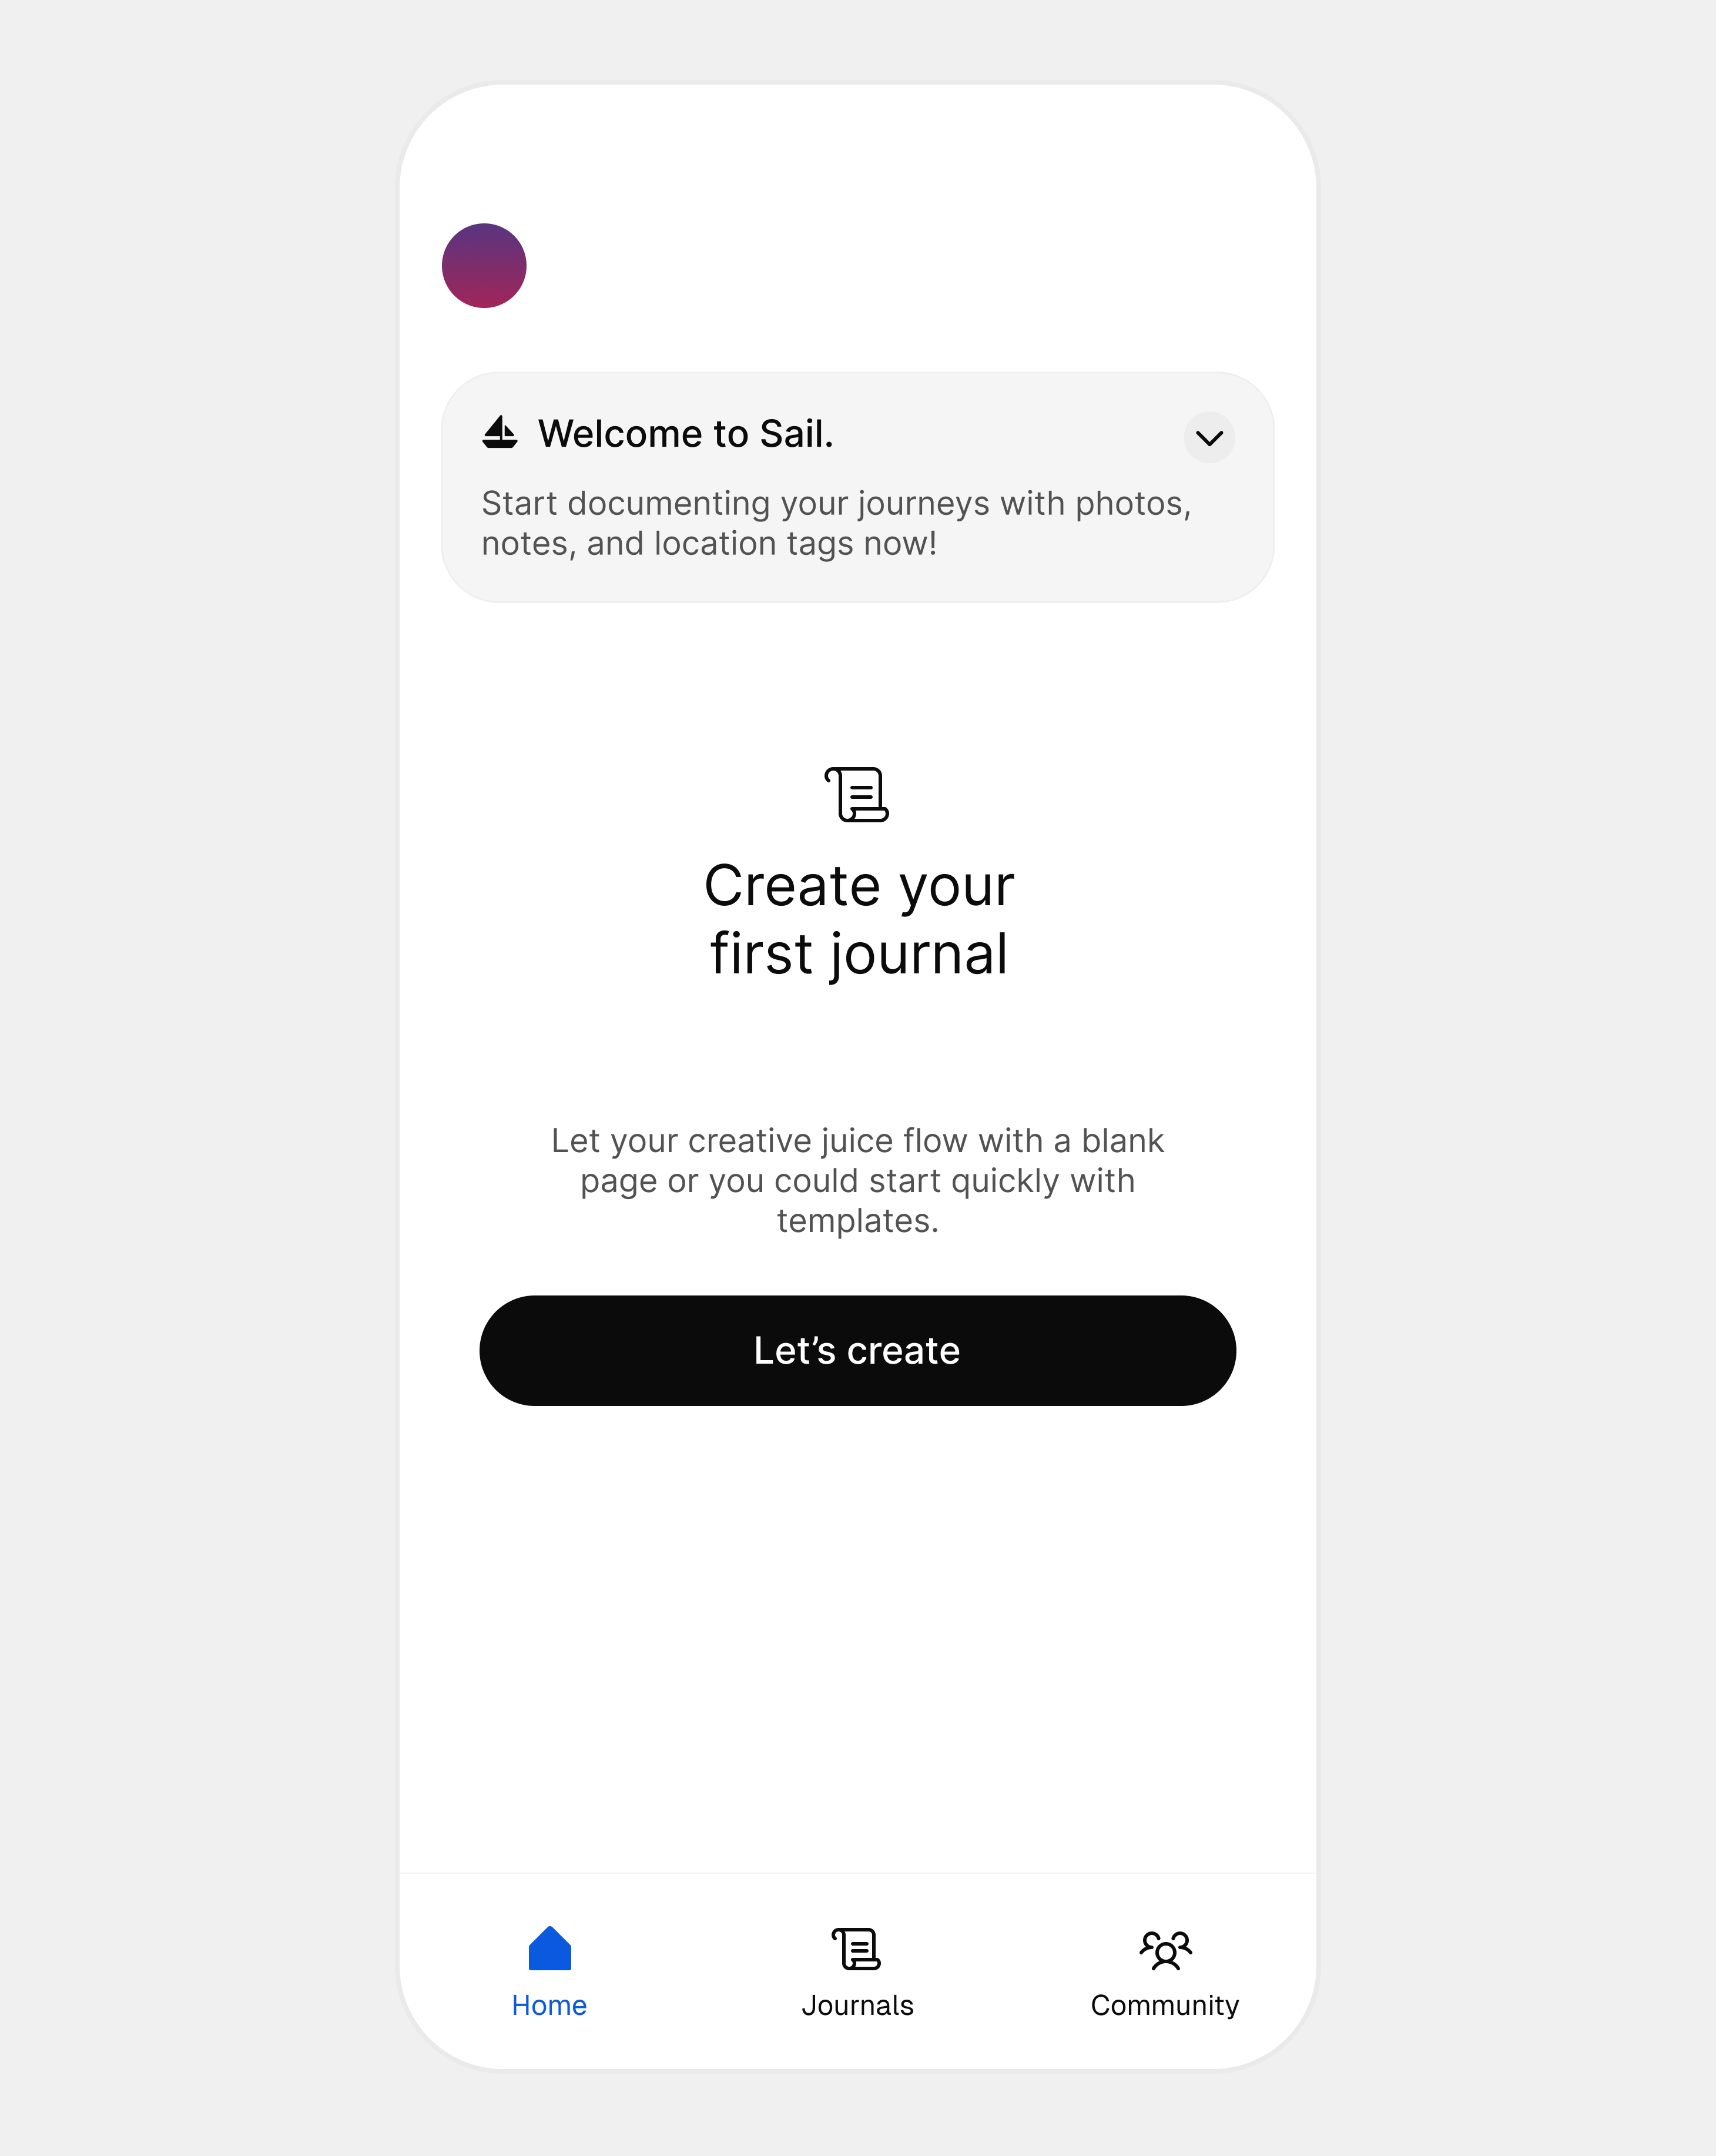 Welcome to Sail.
Start documenting your journeys with photos,
notes, and location tags now!
Create your
first journal
Let your creative juice flow with a blank
page or you could start quickly with
templates.
Let’s create
Home
Journals
Community